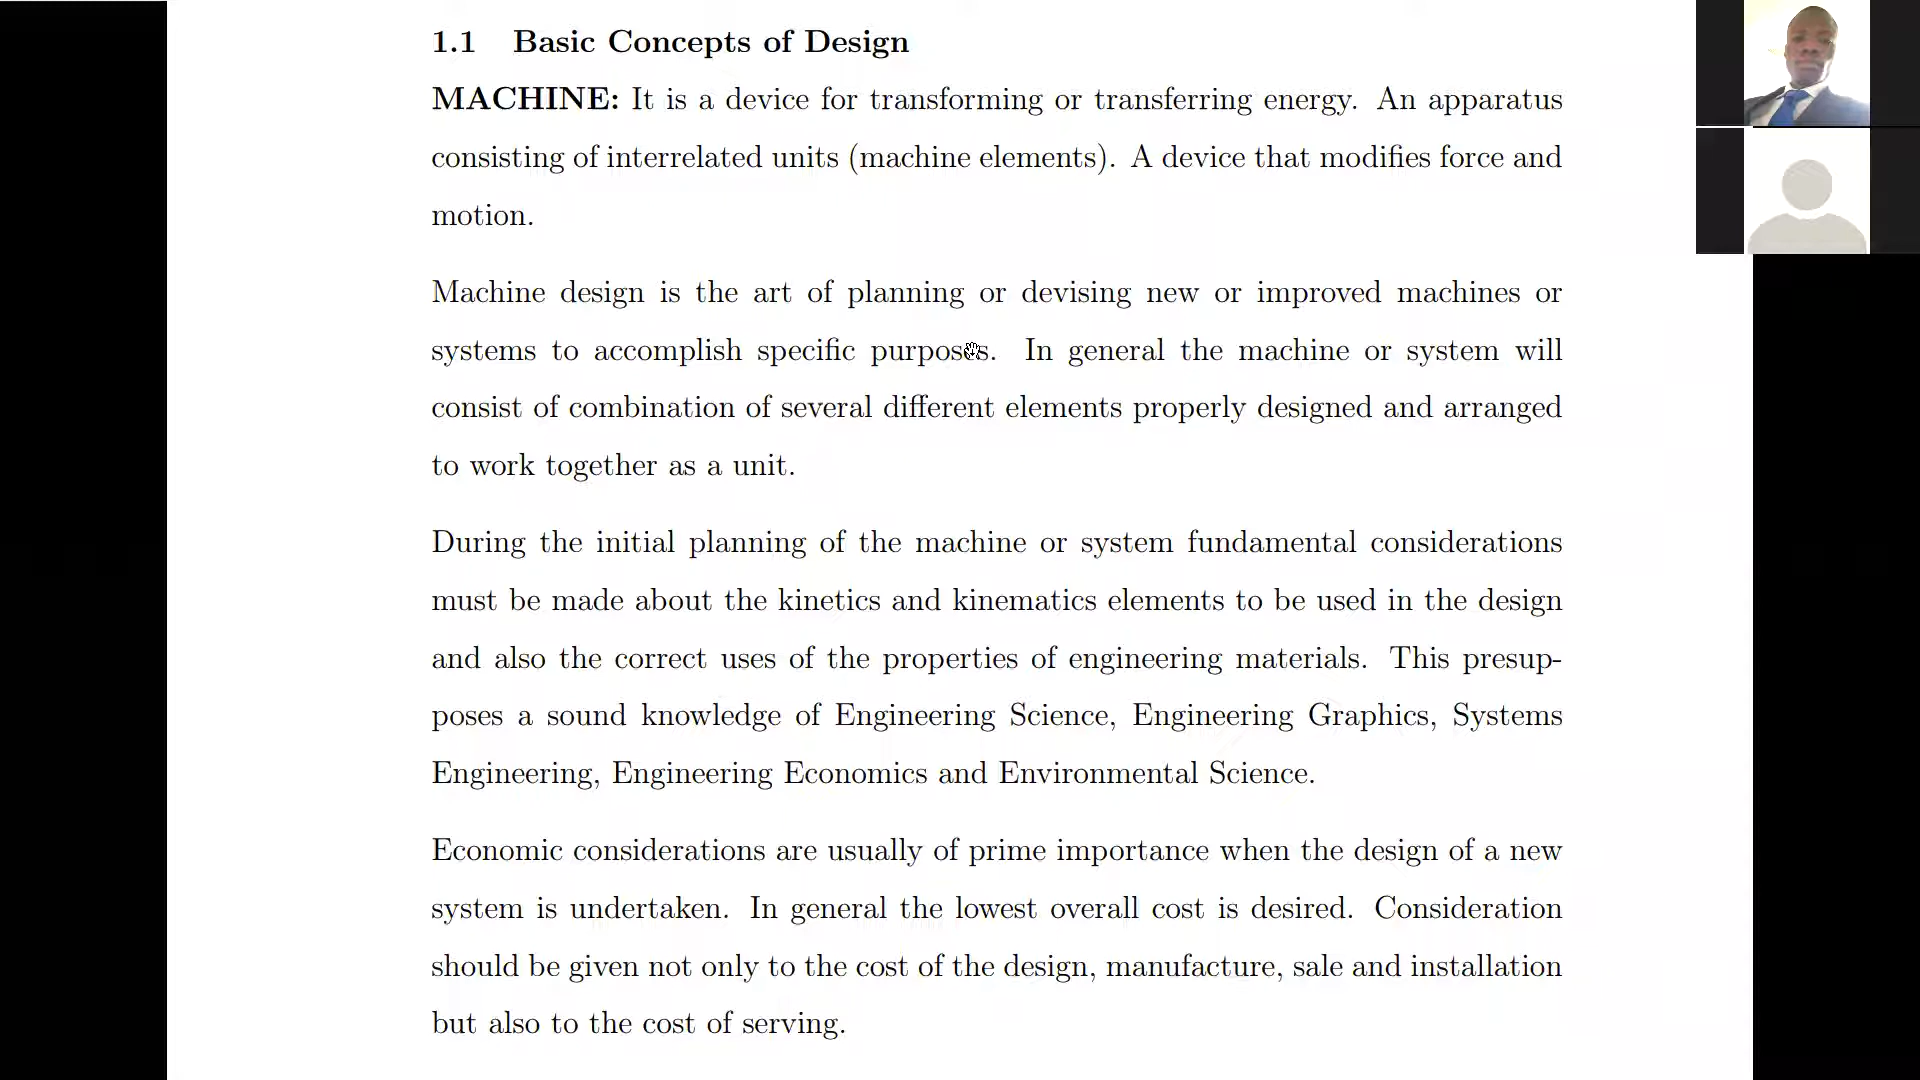 1.1 Basic Concepts of Design
MACHINE: It is a device for transforming or transferring energy. An apparatus
consisting of interrelated units (machine elements). A device that modifies force and
motion.
Machine design is the art of planning or devising new or improved machines or
systems to accomplish specific purposes. In general the machine or system will
consist of combination of several different elements properly designed and arranged
to work together as a unit.
During the initial planning of the machine or system fundamental considerations
must be made about the kinetics and kinematics elements to be used in the design
and also the correct uses of the properties of engineering materials. This presup-
poses a sound knowledge of Engineering Science, Engineering Graphics, Systems
Engineering, Engineering Economics and Environmental Science.
Economic considerations are usually of prime importance when the design of a new
system is undertaken. In general the lowest overall cost is desired. Consideration
should be given not only to the cost of the design, manufacture, sale and installation
but also to the cost of serving.